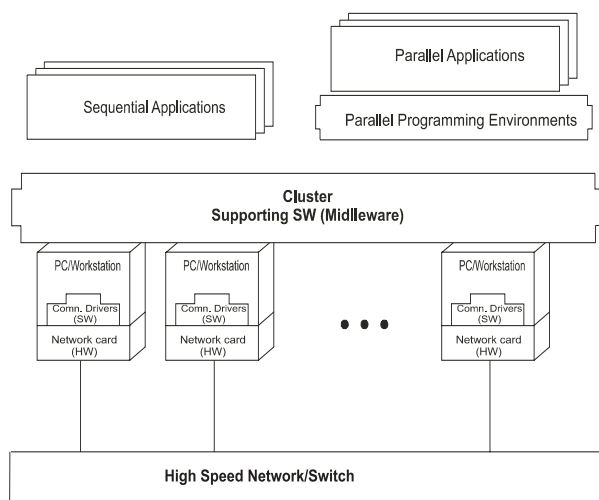 Parallel Applications
Sequential Applications
Parallel Programming Environments
Cluster
Supporting SW (Midlleware)
PC/Workstation
Comn. Drivers
(SW)
Network card
(HW)
PC/Workstation
Comn. Drivers
(SW)
Network card
(HW)
PC/Workstation
Comn. Drivers
(SW)
Network card
(HW)
High Speed Network/Switch